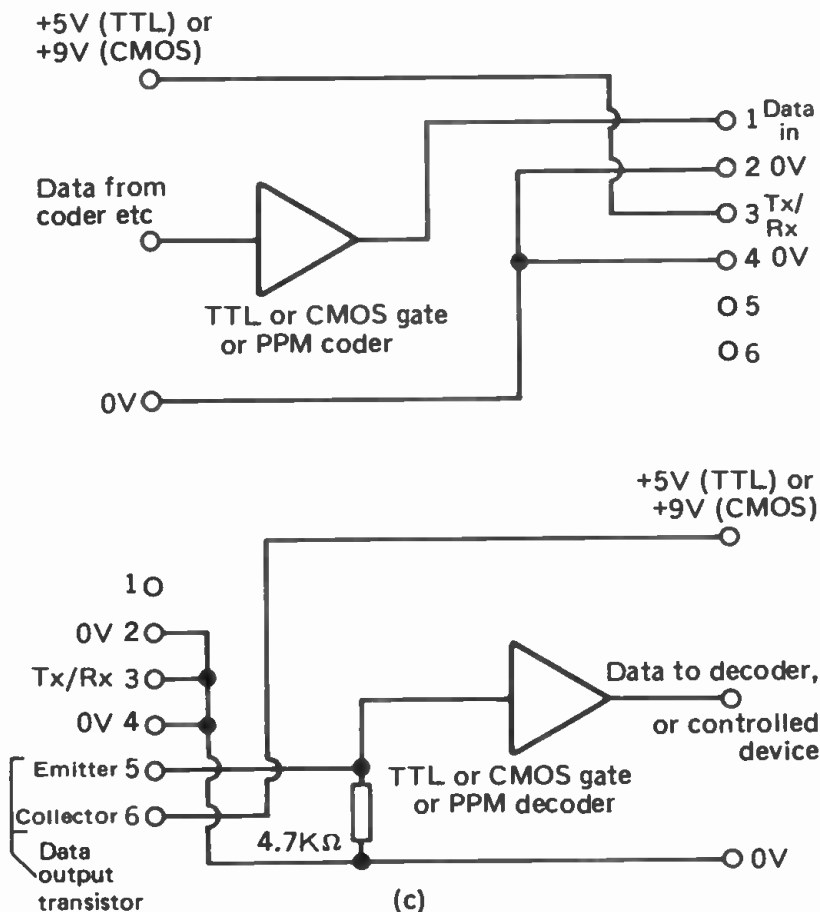 +5V (TTL) or
+9V (CMOS)
1 Data
in
2 0V
Data from
coder etc
3 Tx/
Rx
4 0V
TTL or CMOS gate
or PPM coder
5
6
0V
+5V (TTL) or
+9V (CMOS)
1
0V 2
Tx/Rx 3
Data to decoder,
0V 4
or controlled
device
Emitter 5
TTL or CMOS gate
or PPM decoder
Collector 6
4.7KΩ
0V
Data
output
transistor
(c)